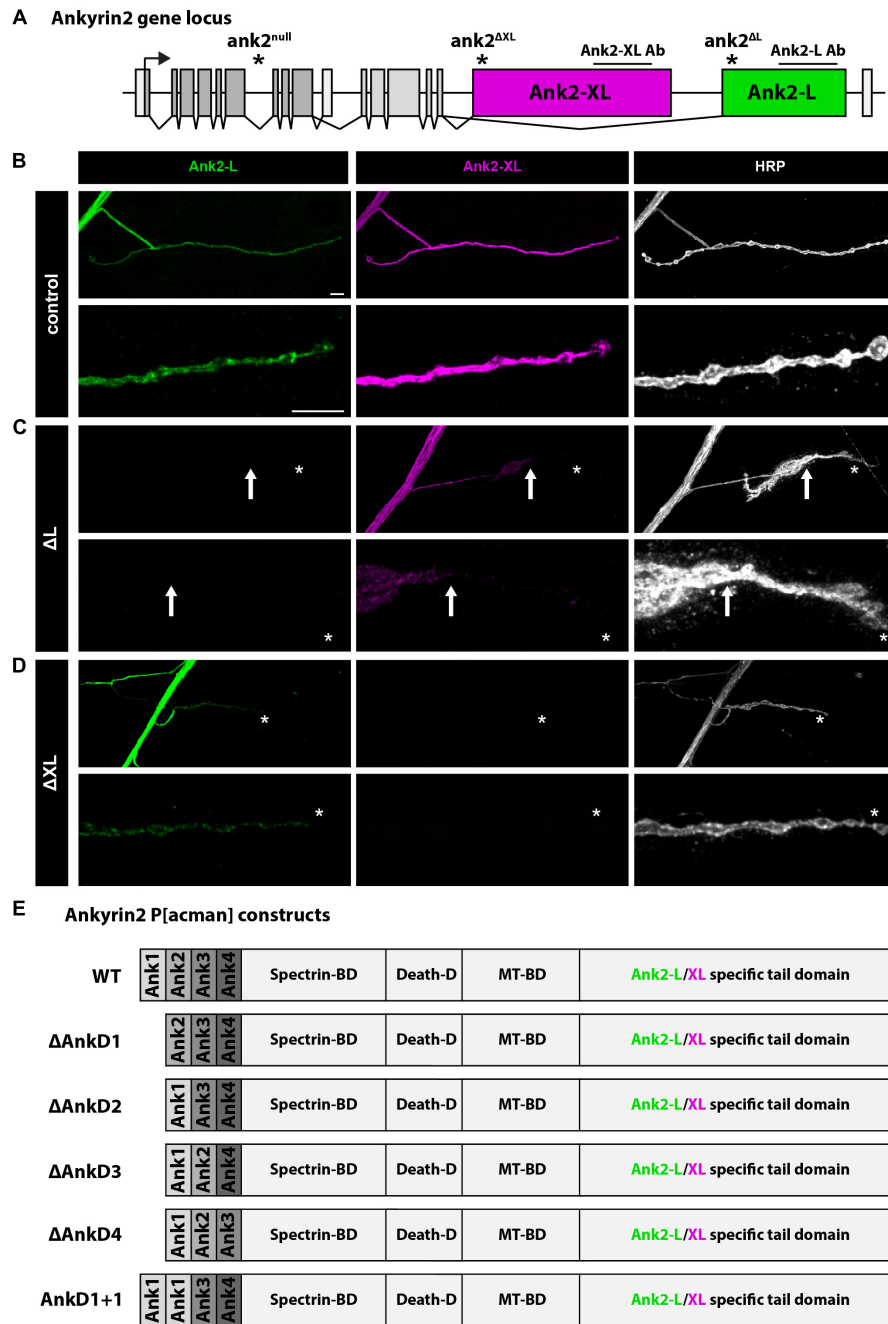 A Ankyrin2 gene locus
ank2null
*
ank2ΔXL
*
Ank2-XL Ab
ank2ΔL
*
Ank2-L Ab
Ank2-XL
Ank2-L
B
Ank2-L Ank2-XL HRP
control
C
ΔL
* * *
* * *
D
ΔXL
* * *
* * *
E Ankyrin2 P[acman] constructs
WT Ank1 Ank2 Ank3 Ank4 Spectrin-BD Death-D MT-BD Ank2-L/XL specific tail domain
ΔAnkD1 Ank2 Ank3 Ank4 Spectrin-BD Death-D MT-BD Ank2-L/XL specific tail domain
ΔAnkD2 Ank1 Ank3 Ank4 Spectrin-BD Death-D MT-BD Ank2-L/XL specific tail domain
ΔAnkD3 Ank1 Ank2 Ank4 Spectrin-BD Death-D MT-BD Ank2-L/XL specific tail domain
ΔAnkD4 Ank1 Ank2 Ank3 Spectrin-BD Death-D MT-BD Ank2-L/XL specific tail domain
AnkD1+1 Ank1 Ank1 Ank3 Ank4 Spectrin-BD Death-D MT-BD Ank2-L/XL specific tail domain